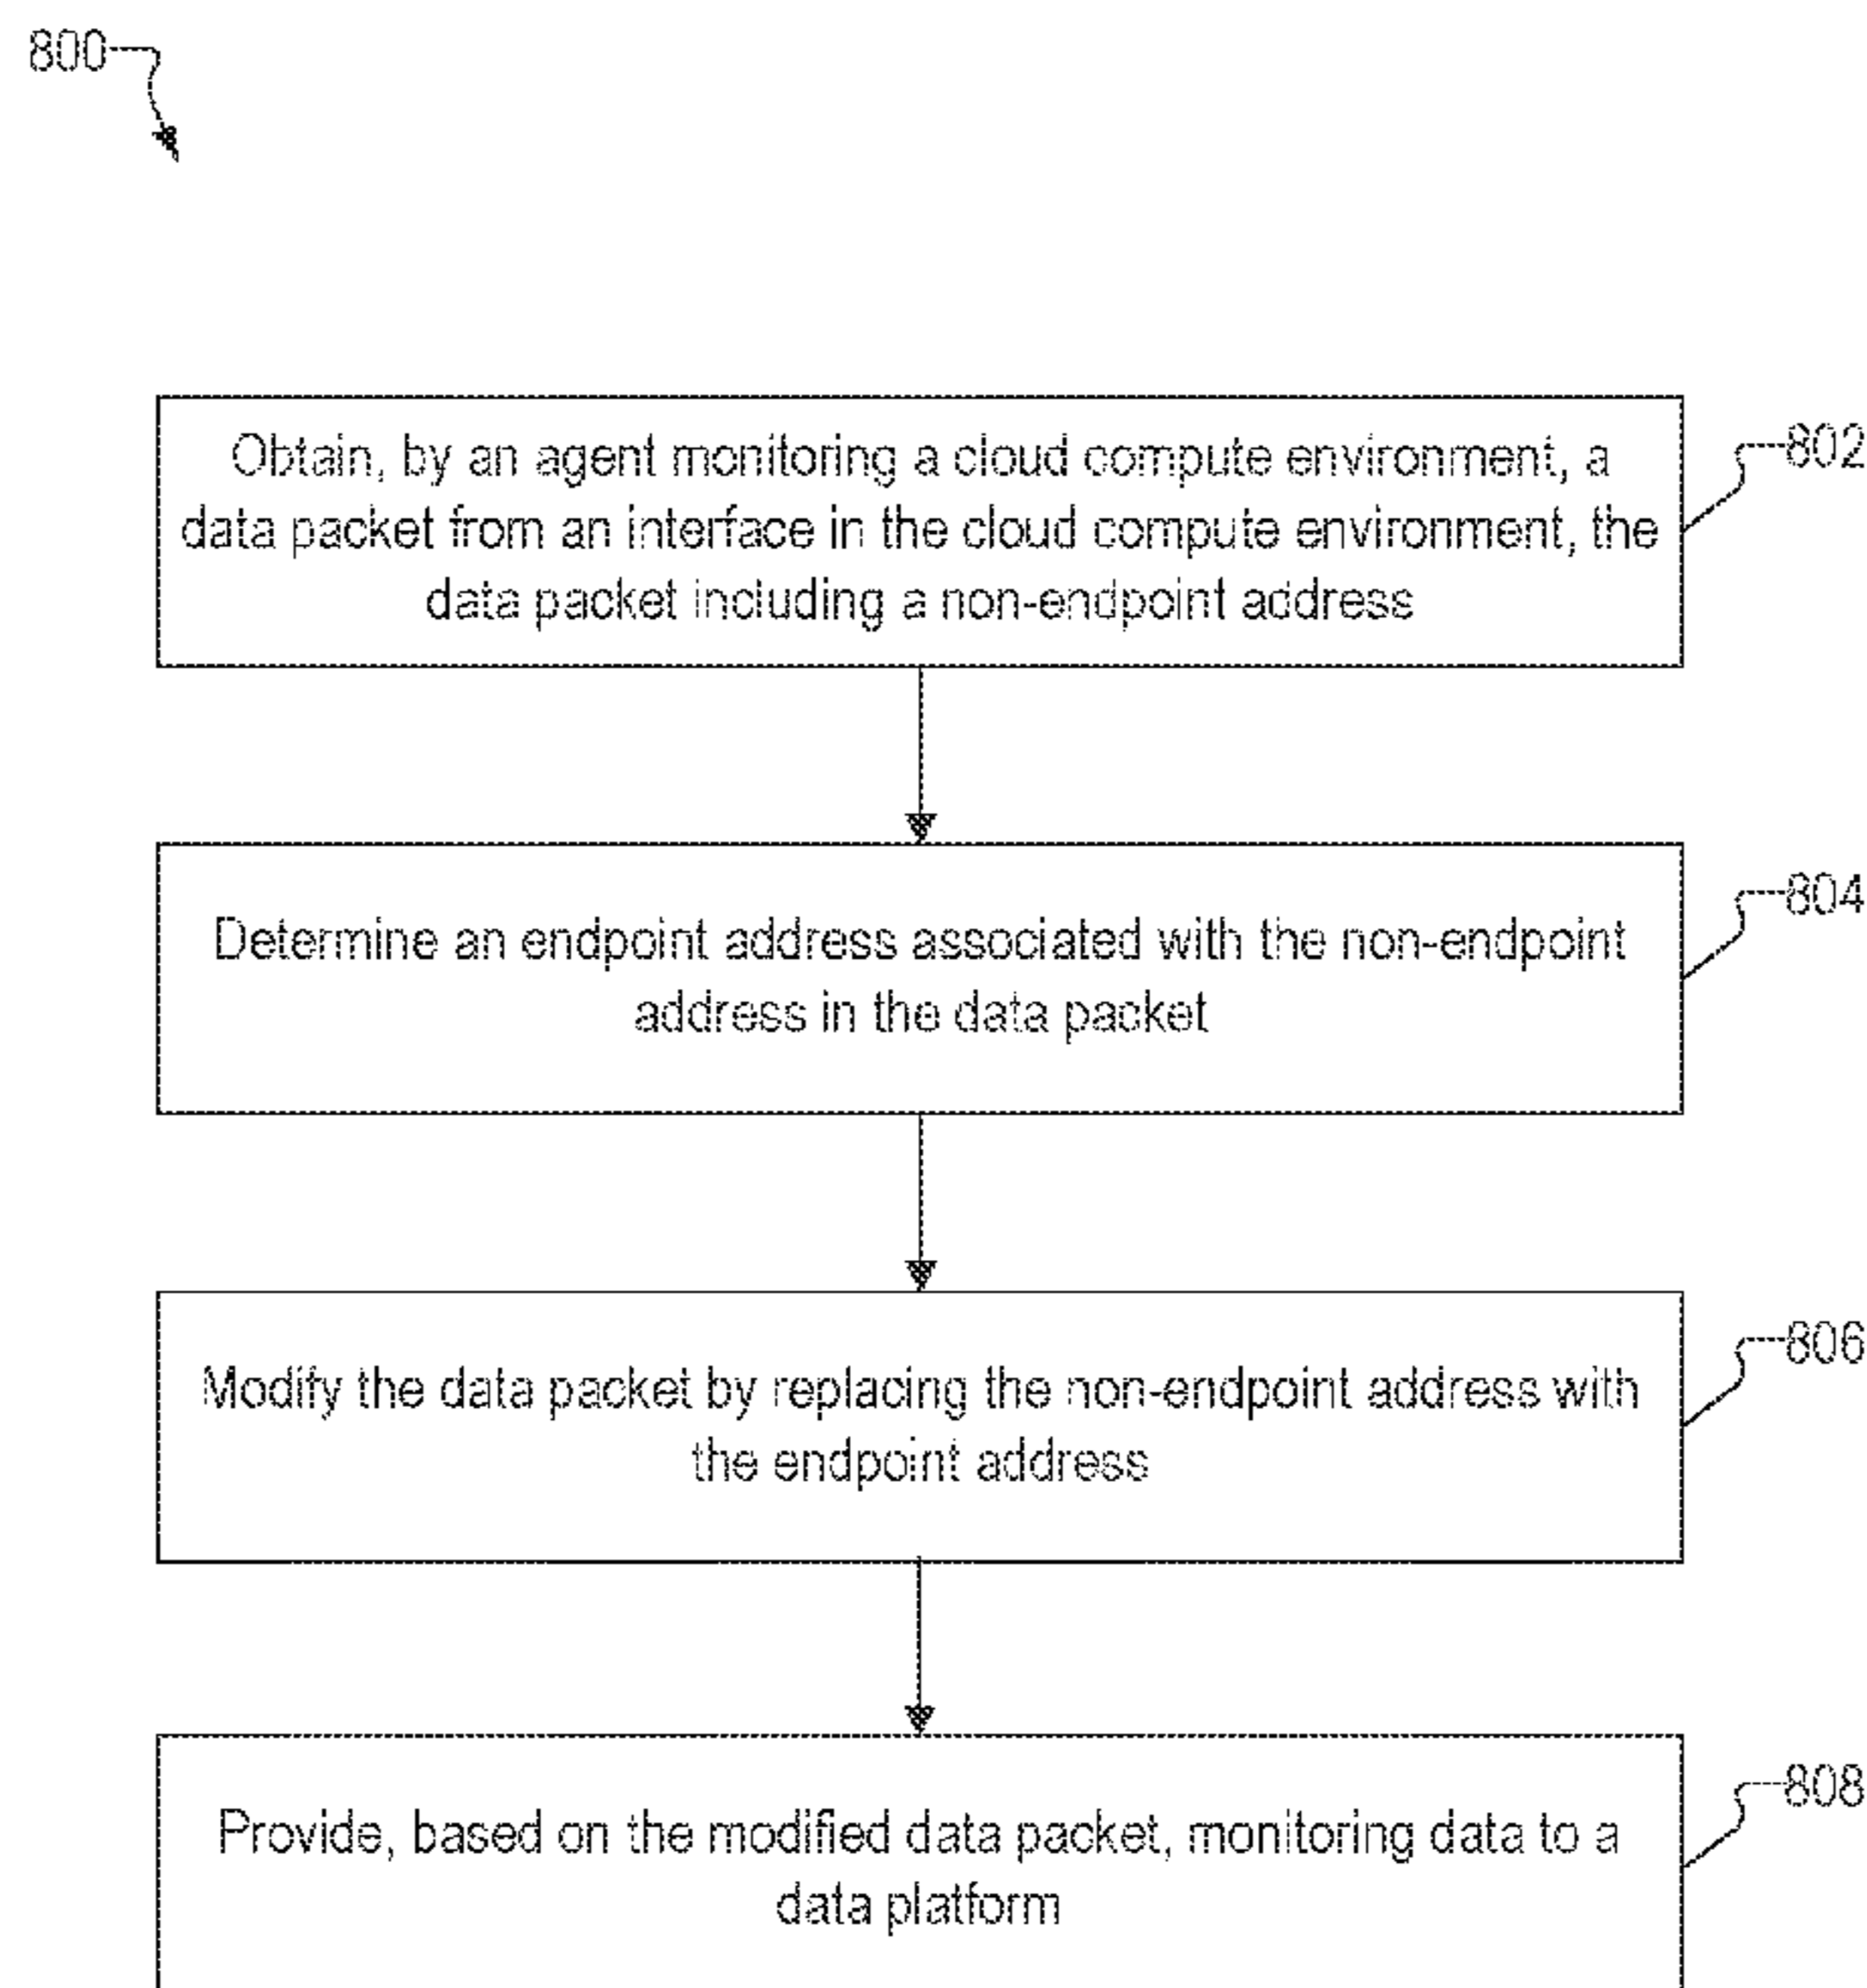 800
Obtain, by an agent monitoring a cloud compute environment, a
data packet from an interface in the cloud compute environment, the
data packet including a non-endpoint address
802
Determine an endpoint address associated with the non-endpoint
address in the data packet
804
Modify the data packet by replacing the non-endpoint address with
the endpoint address
806
Provide, based on the modified data packet, monitoring data to a
data platform
808